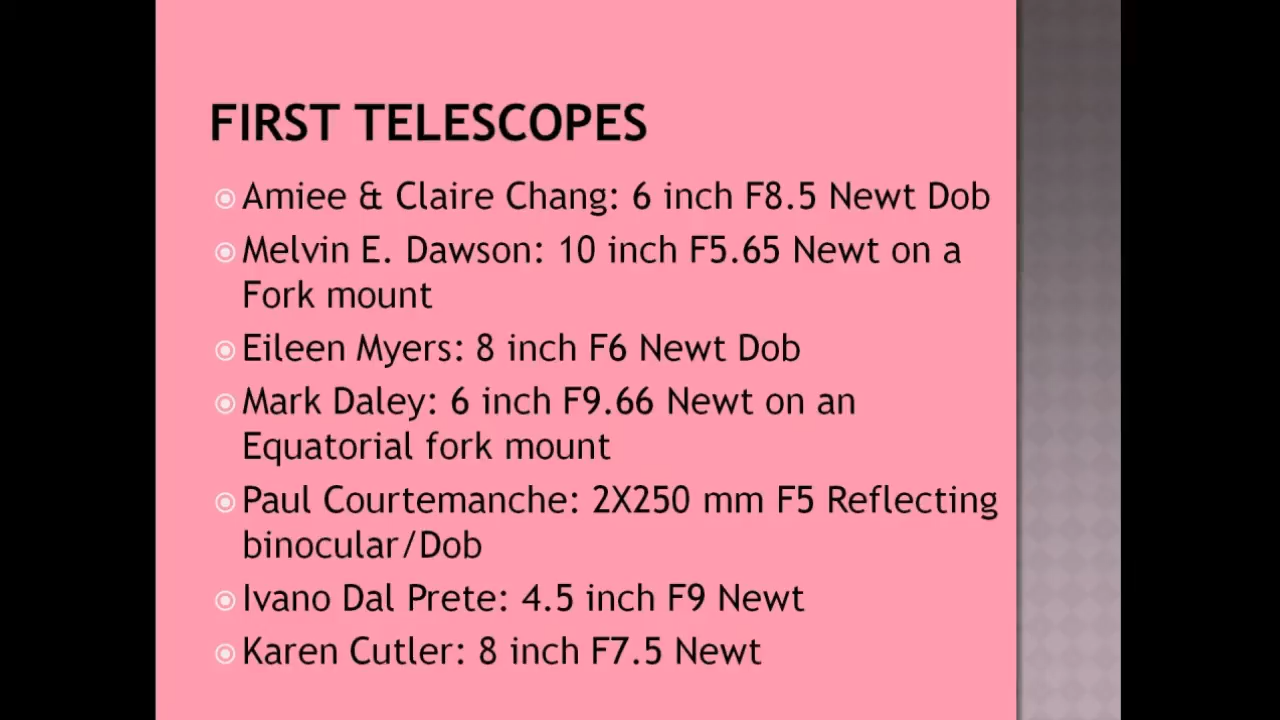 FIRST TELESCOPES
Amiee & Claire Chang: 6 inch F8.5 Newt Dob
Melvin E. Dawson: 10 inch F5.65 Newt on a
Fork mount
Eileen Myers: 8 inch F6 Newt Dob
Mark Daley: 6 inch F9.66 Newt on an
Equatorial fork mount
Paul Courtemanche: 2X250 mm F5 Reflecting
binocular/Dob
Ivano Dal Prete: 4.5 inch F9 Newt
Karen Cutler: 8 inch F7.5 Newt